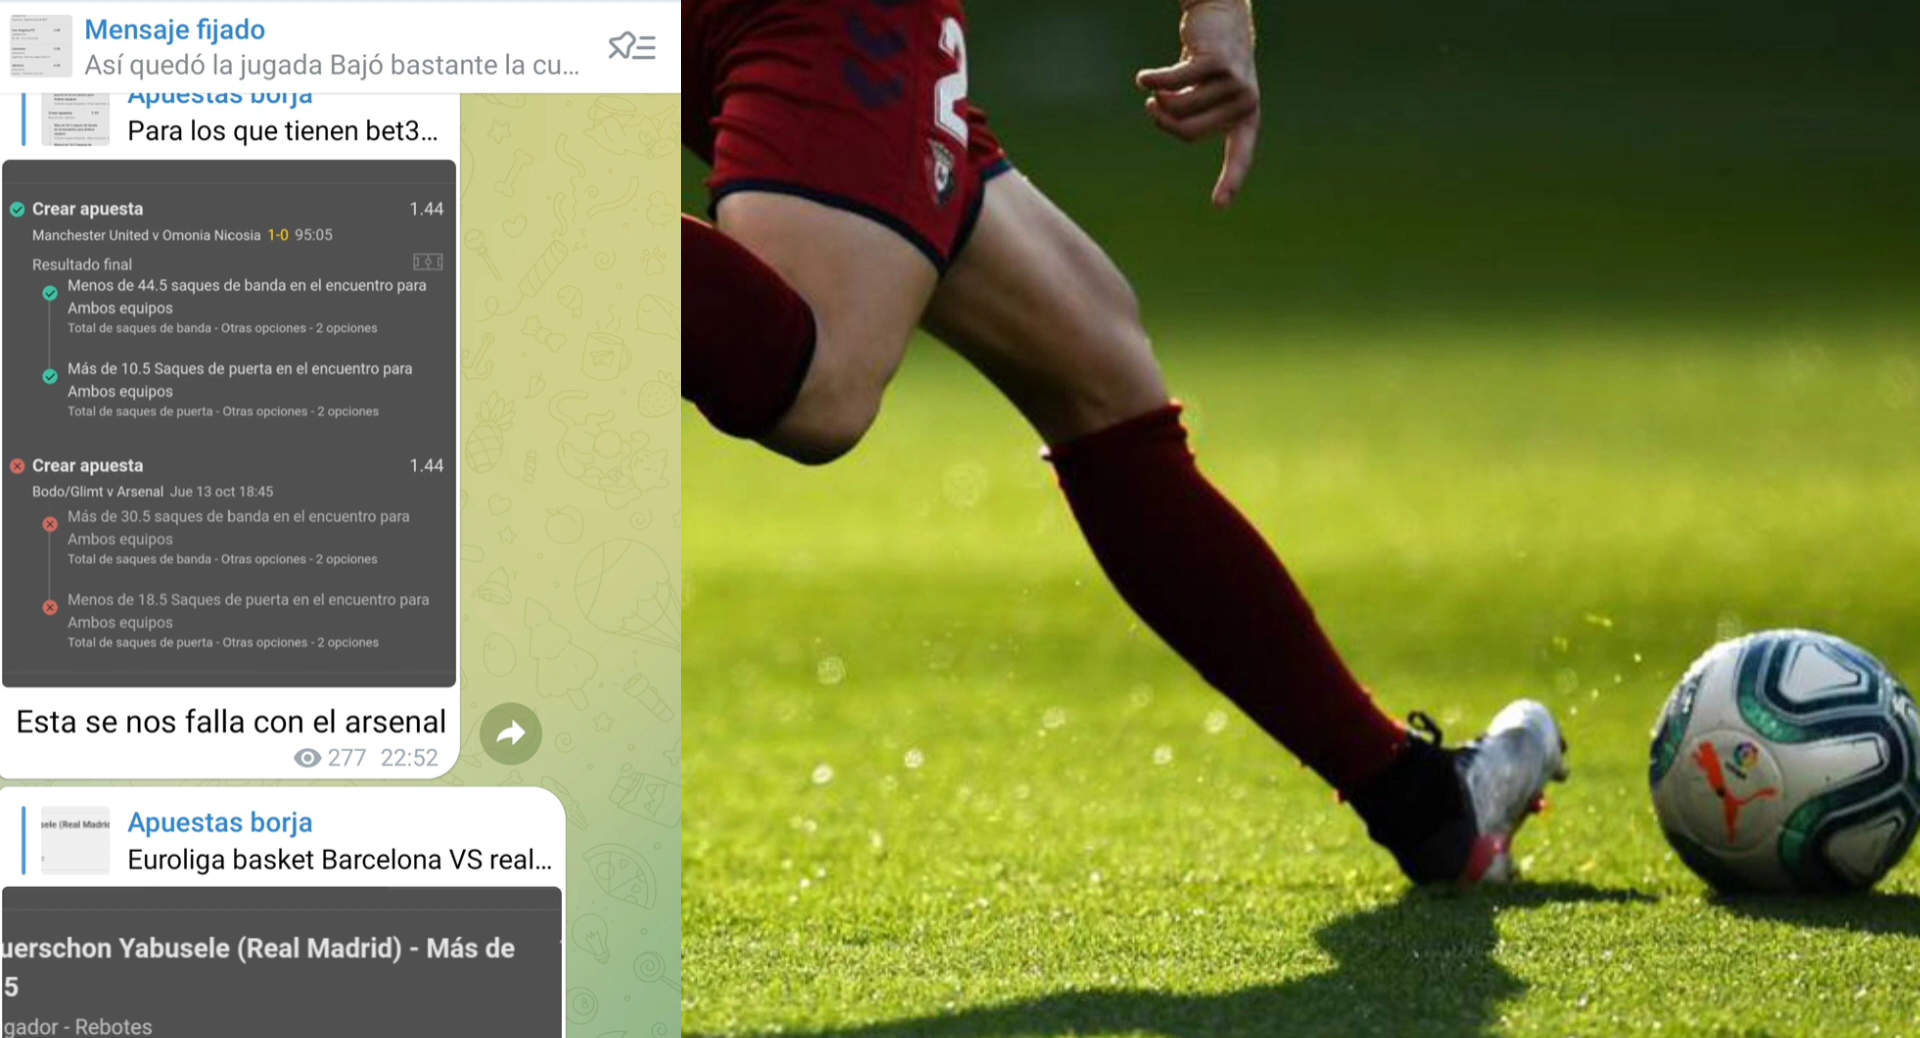 Mensaje fijado
Así quedó la jugada Bajó bastante la cu...
Apuestas borja
Para los que tienen bet3...
Crear apuesta 1.44
Manchester United v Omonia Nicosia 1-0 95:05
Resultado final
Menos de 44.5 saques de banda en el encuentro para
Ambos equipos
Total de saques de banda - Otras opciones - 2 opciones
Más de 10.5 Saques de puerta en el encuentro para
Ambos equipos
Total de saques de puerta - Otras opciones - 2 opciones
Crear apuesta 1.44
Bodo/Glimt v Arsenal Jue 13 oct 18:45
Más de 30.5 saques de banda en el encuentro para
Ambos equipos
Total de saques de banda - Otras opciones - 2 opciones
Menos de 18.5 Saques de puerta en el encuentro para
Ambos equipos
Total de saques de puerta - Otras opciones - 2 opciones
Esta se nos falla con el arsenal
277 22:52
sele (Real Madrid
Apuestas borja
Euroliga basket Barcelona VS real...
uerschon Yabusele (Real Madrid) - Más de
5
gador - Rebotes
2